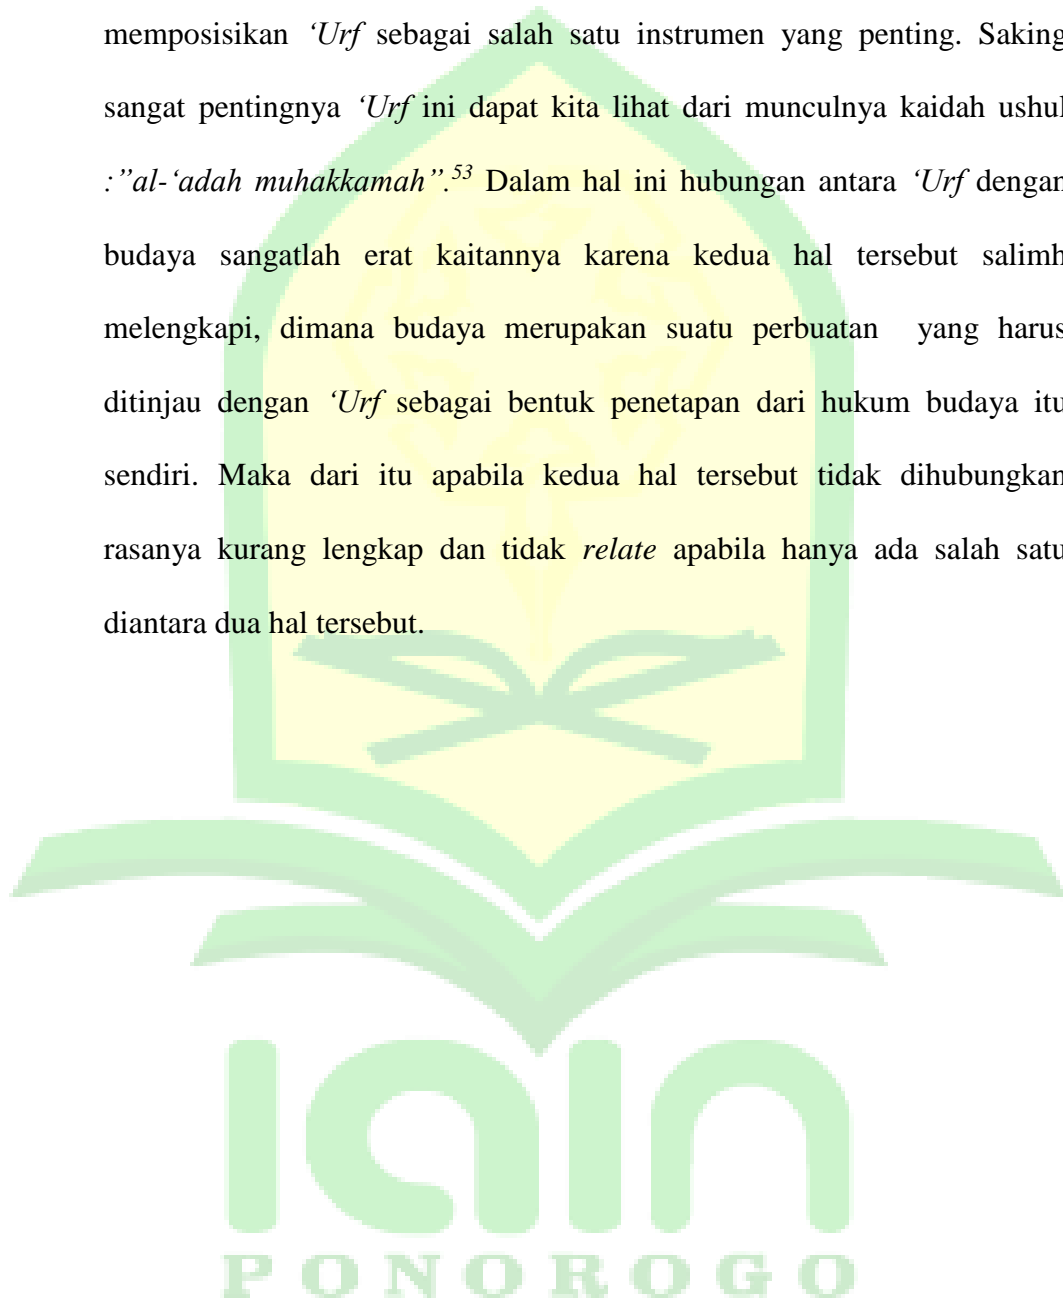 memposisikan ‘Urf sebagai salah satu instrumen yang penting. Saking
sangat pentingnya ‘Urf ini dapat kita lihat dari munculnya kaidah ushul
:”al-‘adah muhakkamah”.53 Dalam hal ini hubungan antara ‘Urf dengan
budaya sangatlah erat kaitannya karena kedua hal tersebut salimh
melengkapi, dimana budaya merupakan suatu perbuatan yang harus
ditinjau dengan ‘Urf sebagai bentuk penetapan dari hukum budaya itu
sendiri. Maka dari itu apabila kedua hal tersebut tidak dihubungkan
rasanya kurang lengkap dan tidak relate apabila hanya ada salah satu
diantara dua hal tersebut.
iain
PONOROGO